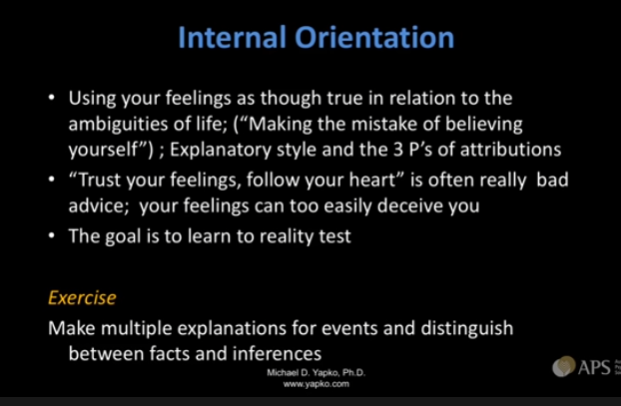 Internal Orientation
• Using your feelings as though true in relation to the
ambiguities of life; (“Making the mistake of believing
yourself”) ; Explanatory style and the 3 P’s of attributions
• “Trust your feelings, follow your heart” is often really bad
advice; your feelings can too easily deceive you
• The goal is to learn to reality test
Exercise
Make multiple explanations for events and distinguish
between facts and inferences
Michael D. Yapko, Ph.D.
www.yapko.com
APS